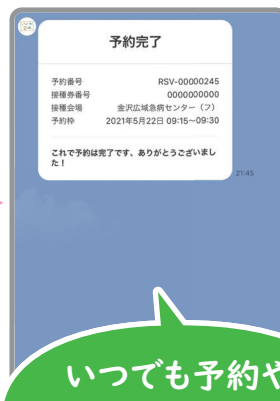 予約完了
予約番号 RSV-00000245
接種券番号 0000000000
接種会場 金沢広域急病センター（フ）
予約枠 2021年5月22日 09:15〜09:30
これで予約は完了です、ありがとうございまし
た！
21:45
いつでも予約や